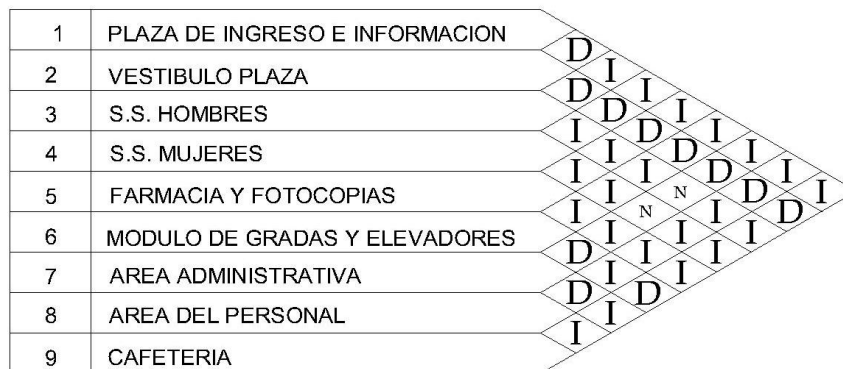 1 PLAZA DE INGRESO E INFORMACION
D
I
2 VESTIBULO PLAZA
D I
3 S.S. HOMBRES
D I
I D I
4 S.S. MUJERES
I D I
I I D I
5 FARMACIA Y FOTOCOPIAS
I N D I
I N I D
6 MODULO DE GRADAS Y ELEVADORES
I I I
D I I
7 AREA ADMINISTRATIVA
I I
D D
8 AREA DEL PERSONAL
I
I
9 CAFETERIA